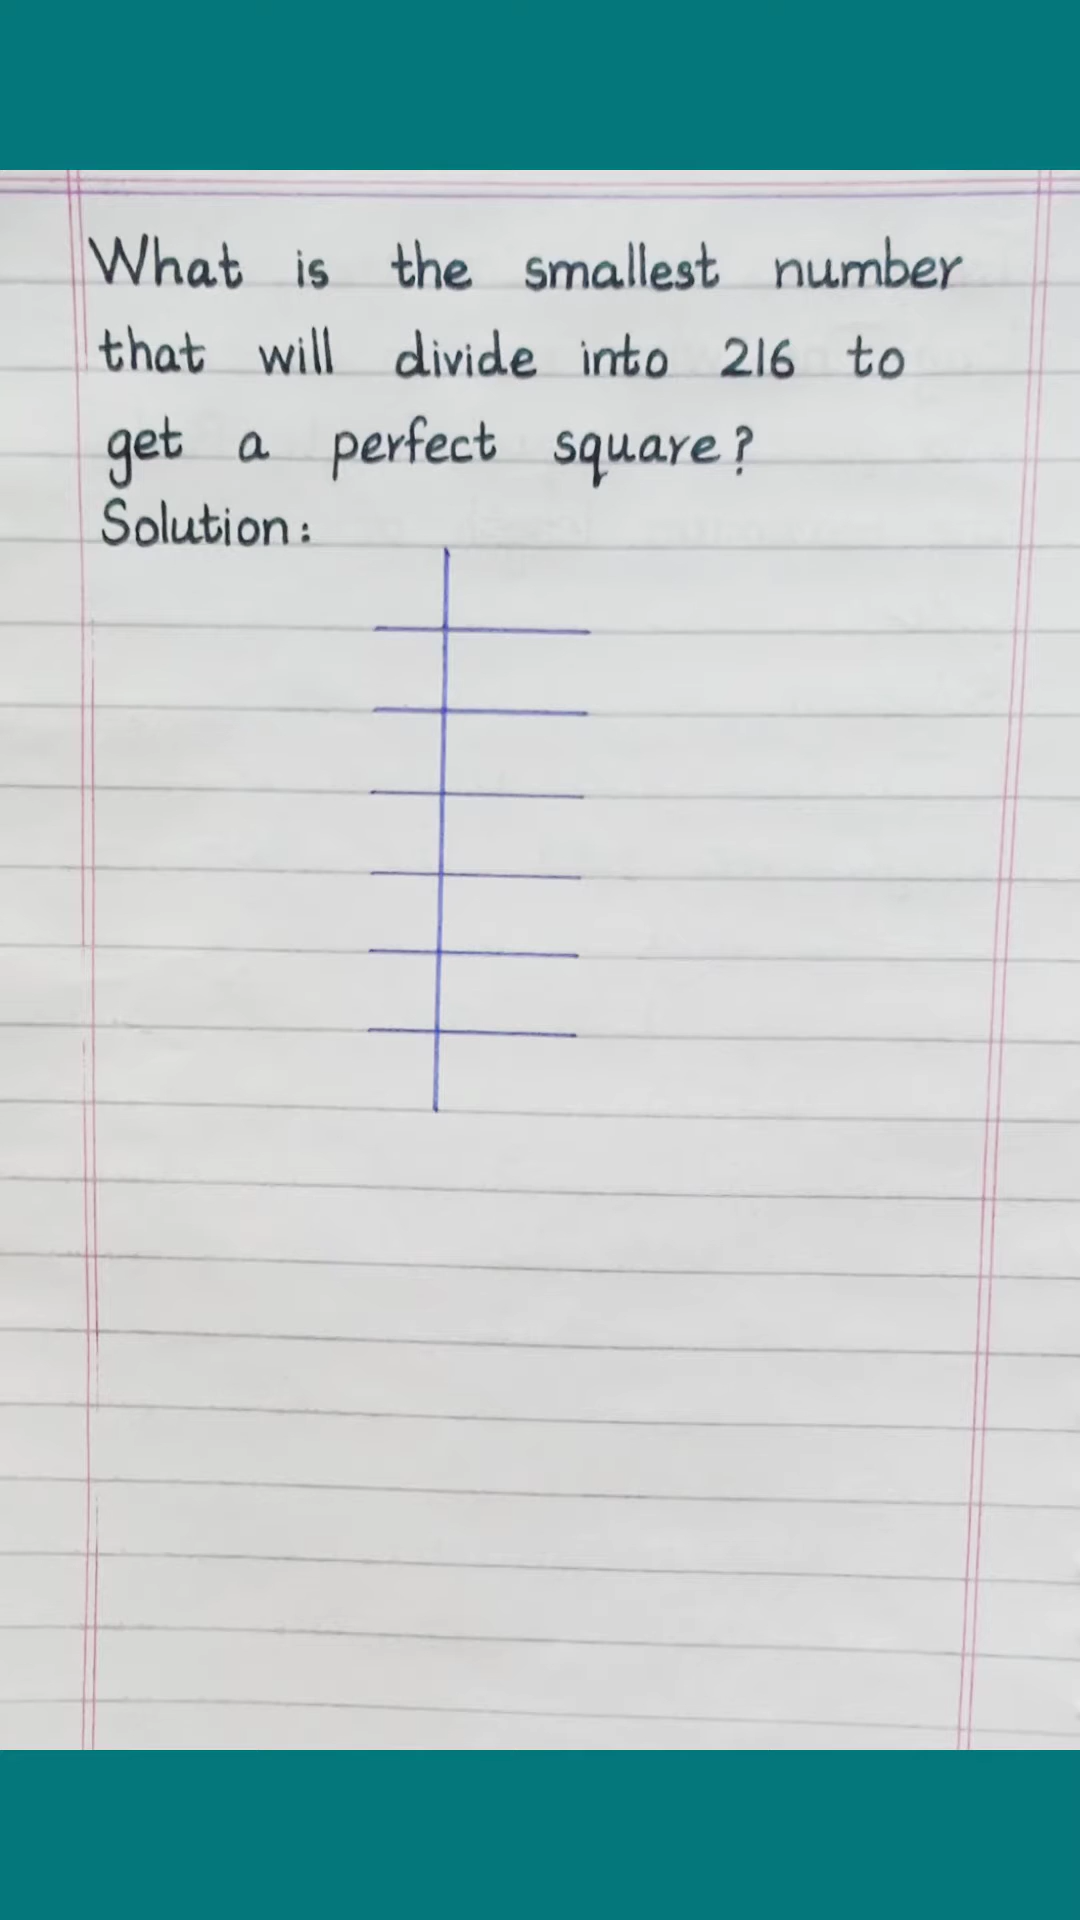 What is the smallest number
that will divide into 216 to
get a perfect square?
Solution: